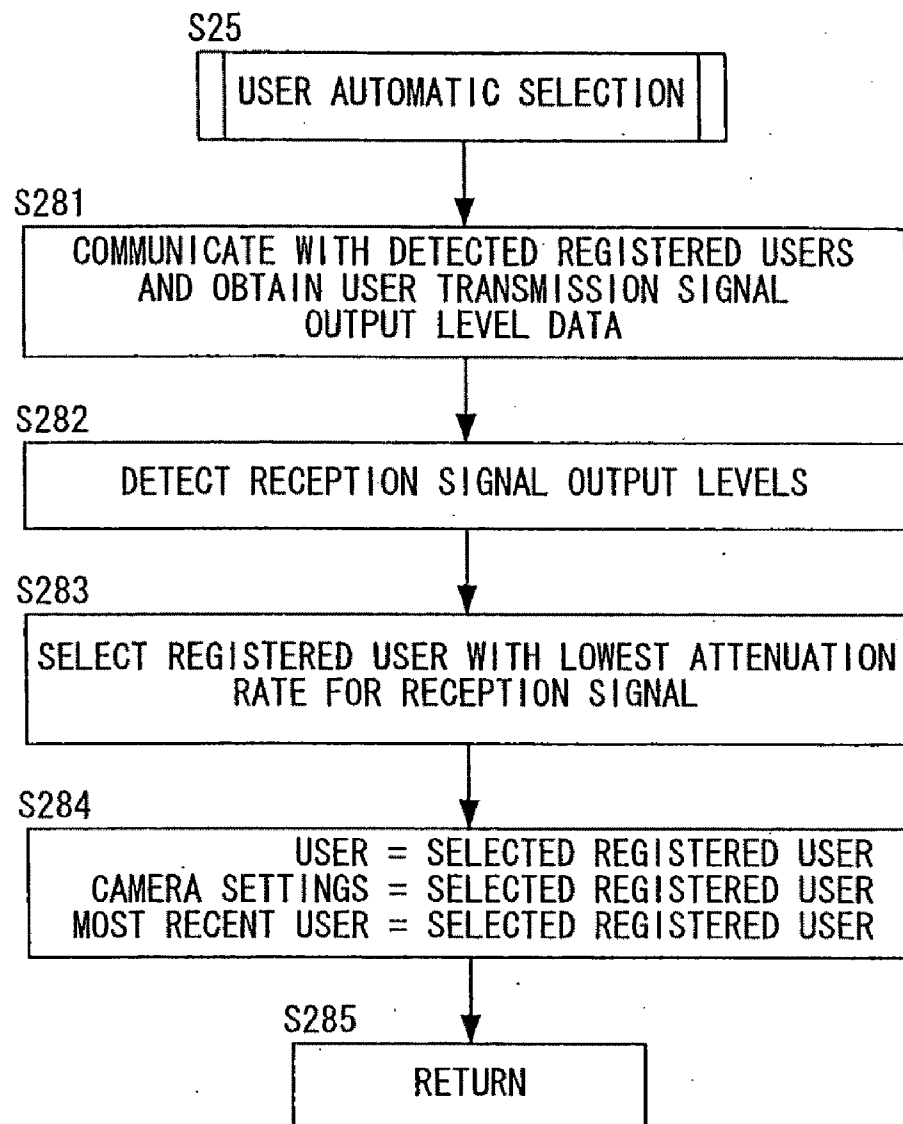 S25
USER AUTOMATIC SELECTION
S281
COMMUNICATE WITH DETECTED REGISTERED USERS
AND OBTAIN USER TRANSMISSION SIGNAL
OUTPUT LEVEL DATA
S282
DETECT RECEPTION SIGNAL OUTPUT LEVELS
S283
SELECT REGISTERED USER WITH LOWEST ATTENUATION
RATE FOR RECEPTION SIGNAL
S284
USER = SELECTED REGISTERED USER
CAMERA SETTINGS = SELECTED REGISTERED USER
MOST RECENT USER = SELECTED REGISTERED USER
S285
RETURN